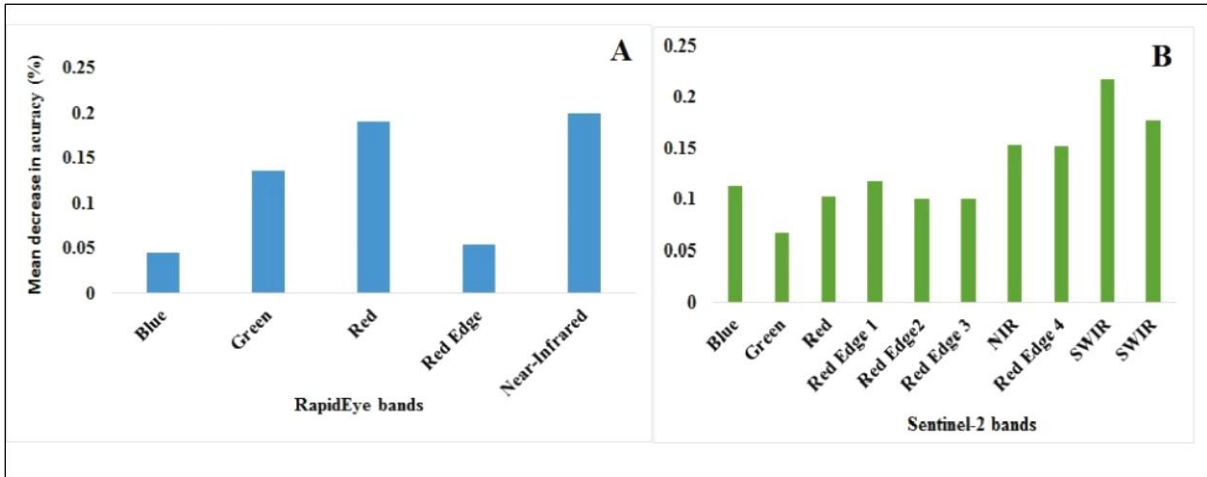 A
Mean decrease in acuracy (%)
0.25
0.2
0.15
0.1
0.05
0
Blue
Green
Red
Red Edge
Near-Infrared
RapidEye bands
B
0.25
0.2
0.15
0.1
0.05
0
Blue
Green
Red
Red Edge 1
Red Edge2
Red Edge 3
NIR
Red Edge 4
SWIR
SWIR
Sentinel-2 bands